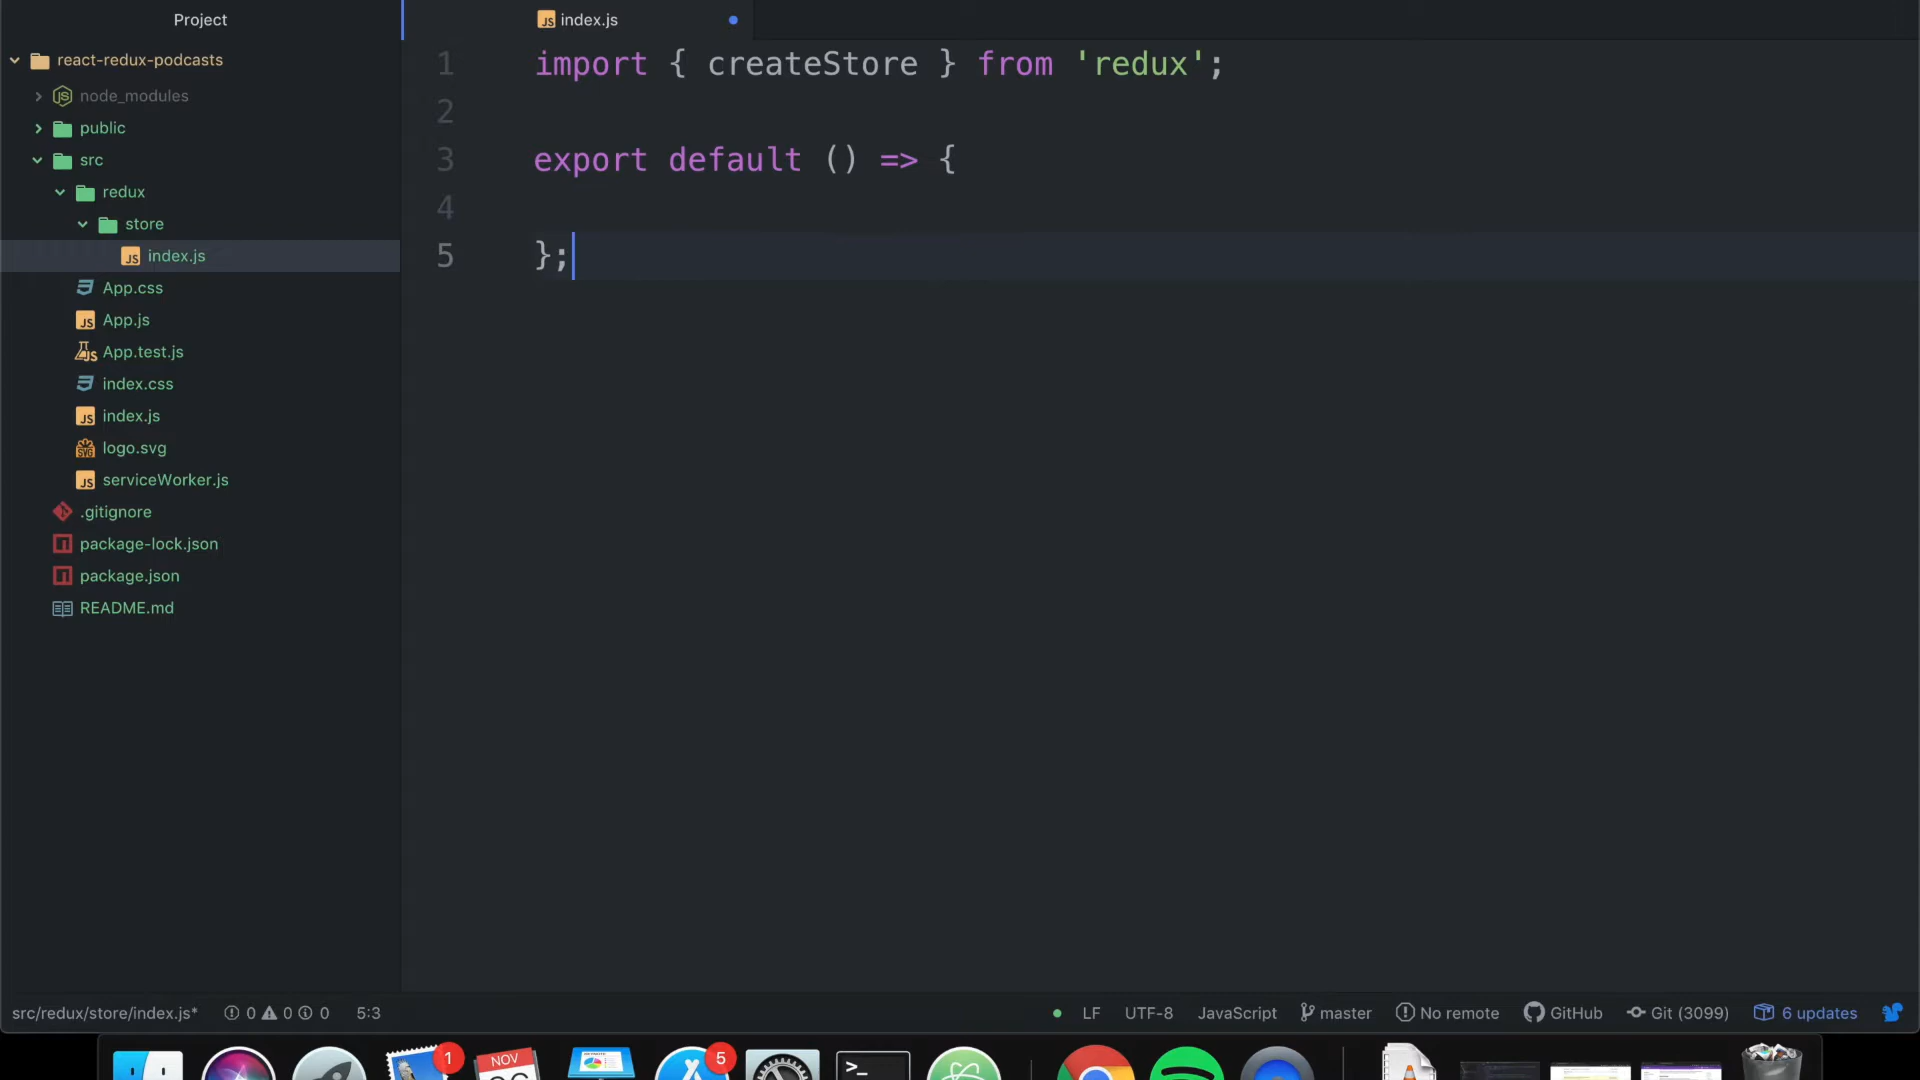 Project
index.js
react-redux-podcasts
node_modules
public
src
redux
store
index.js
App.css
App.js
App.test.js
index.css
index.js
logo.svg
serviceWorker.js
.gitignore
package-lock.json
package.json
README.md
1 import { createStore } from 'redux';
2
3 export default () => {
4
5 };
src/redux/store/index.js* 0 0 0 5:3 LF UTF-8 JavaScript master No remote GitHub Git (3099) 6 updates
1 NOV 5 >_